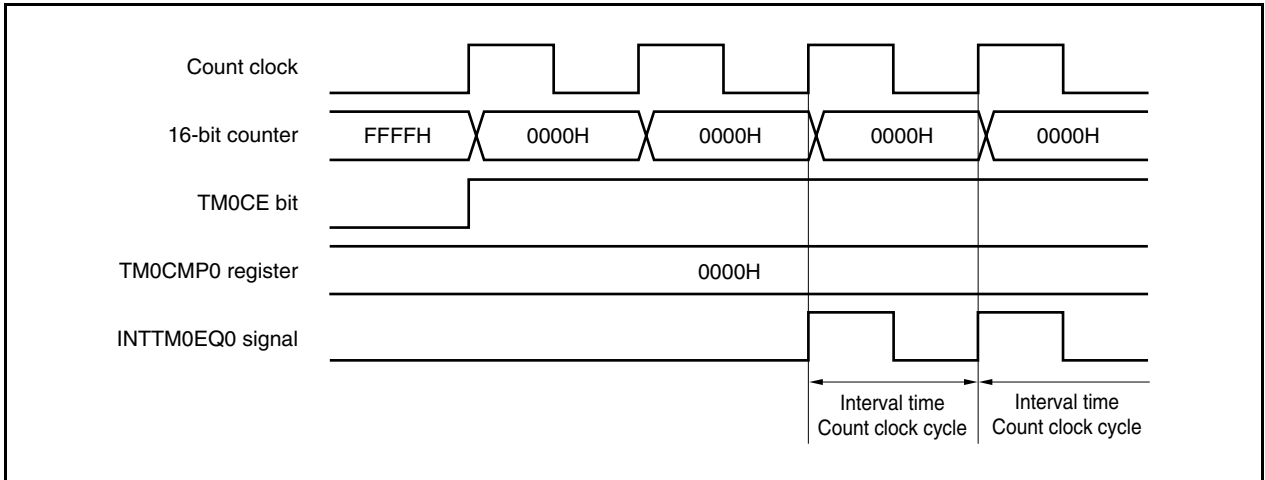 Count clock
16-bit counter
FFFFH 0000H 0000H 0000H 0000H
TM0CE bit
TM0CMP0 register
0000H
INTTM0EQ0 signal
Interval time
Count clock cycle
Interval time
Count clock cycle